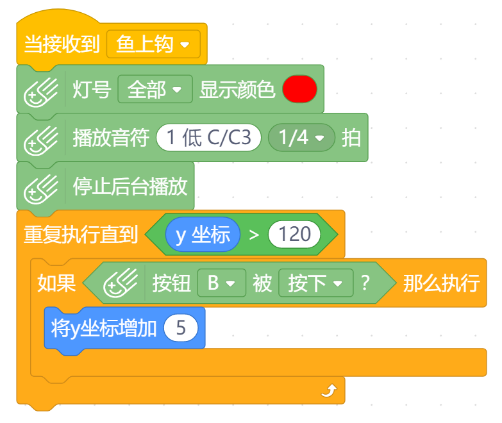 当接收到 鱼上钩
灯号 全部 显示颜色
播放音符 1 低 C/C3 1/4 拍
停止后台播放
重复执行直到 y 坐标 > 120
如果 按钮 B 被 按下 ? 那么执行
将y坐标增加 5